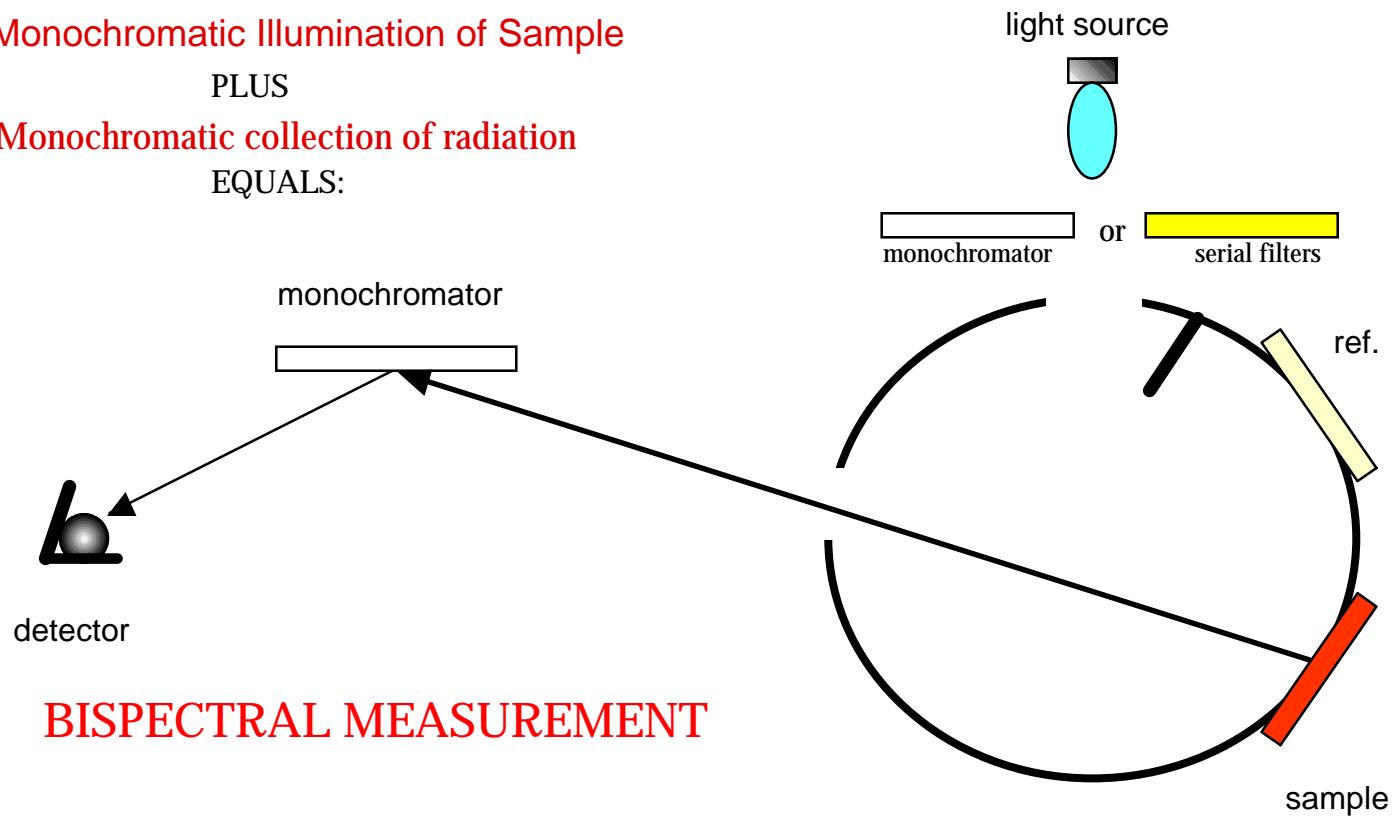 Monochromatic Illumination of Sample
PLUS
Monochromatic collection of radiation
EQUALS:
light source
monochromator or serial filters
monochromator
ref.
detector
BISPECTRAL MEASUREMENT
sample